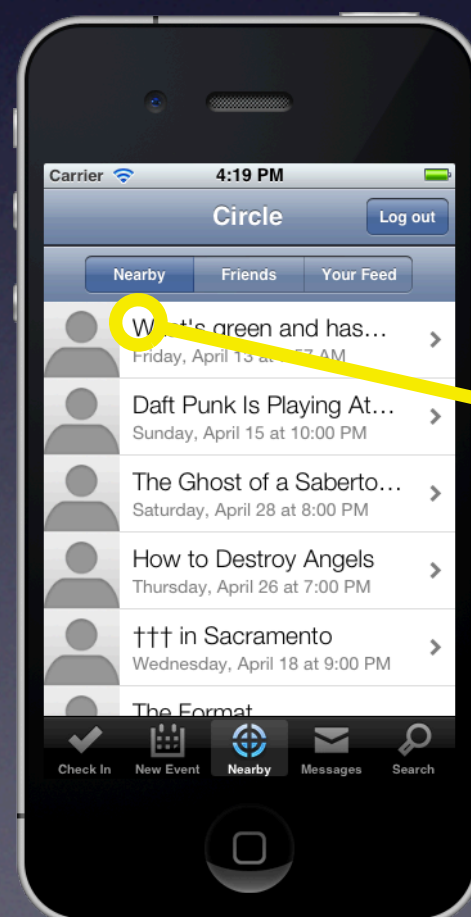 Carrier 4:19 PM
Circle Log out
Nearby Friends Your Feed
What's green and has…
Friday, April 13 at :57 AM
Daft Punk Is Playing At…
Sunday, April 15 at 10:00 PM
The Ghost of a Saberto…
Saturday, April 28 at 8:00 PM
How to Destroy Angels
Thursday, April 26 at 7:00 PM
††† in Sacramento
Wednesday, April 18 at 9:00 PM
The Format
Check In New Event Nearby Messages Search